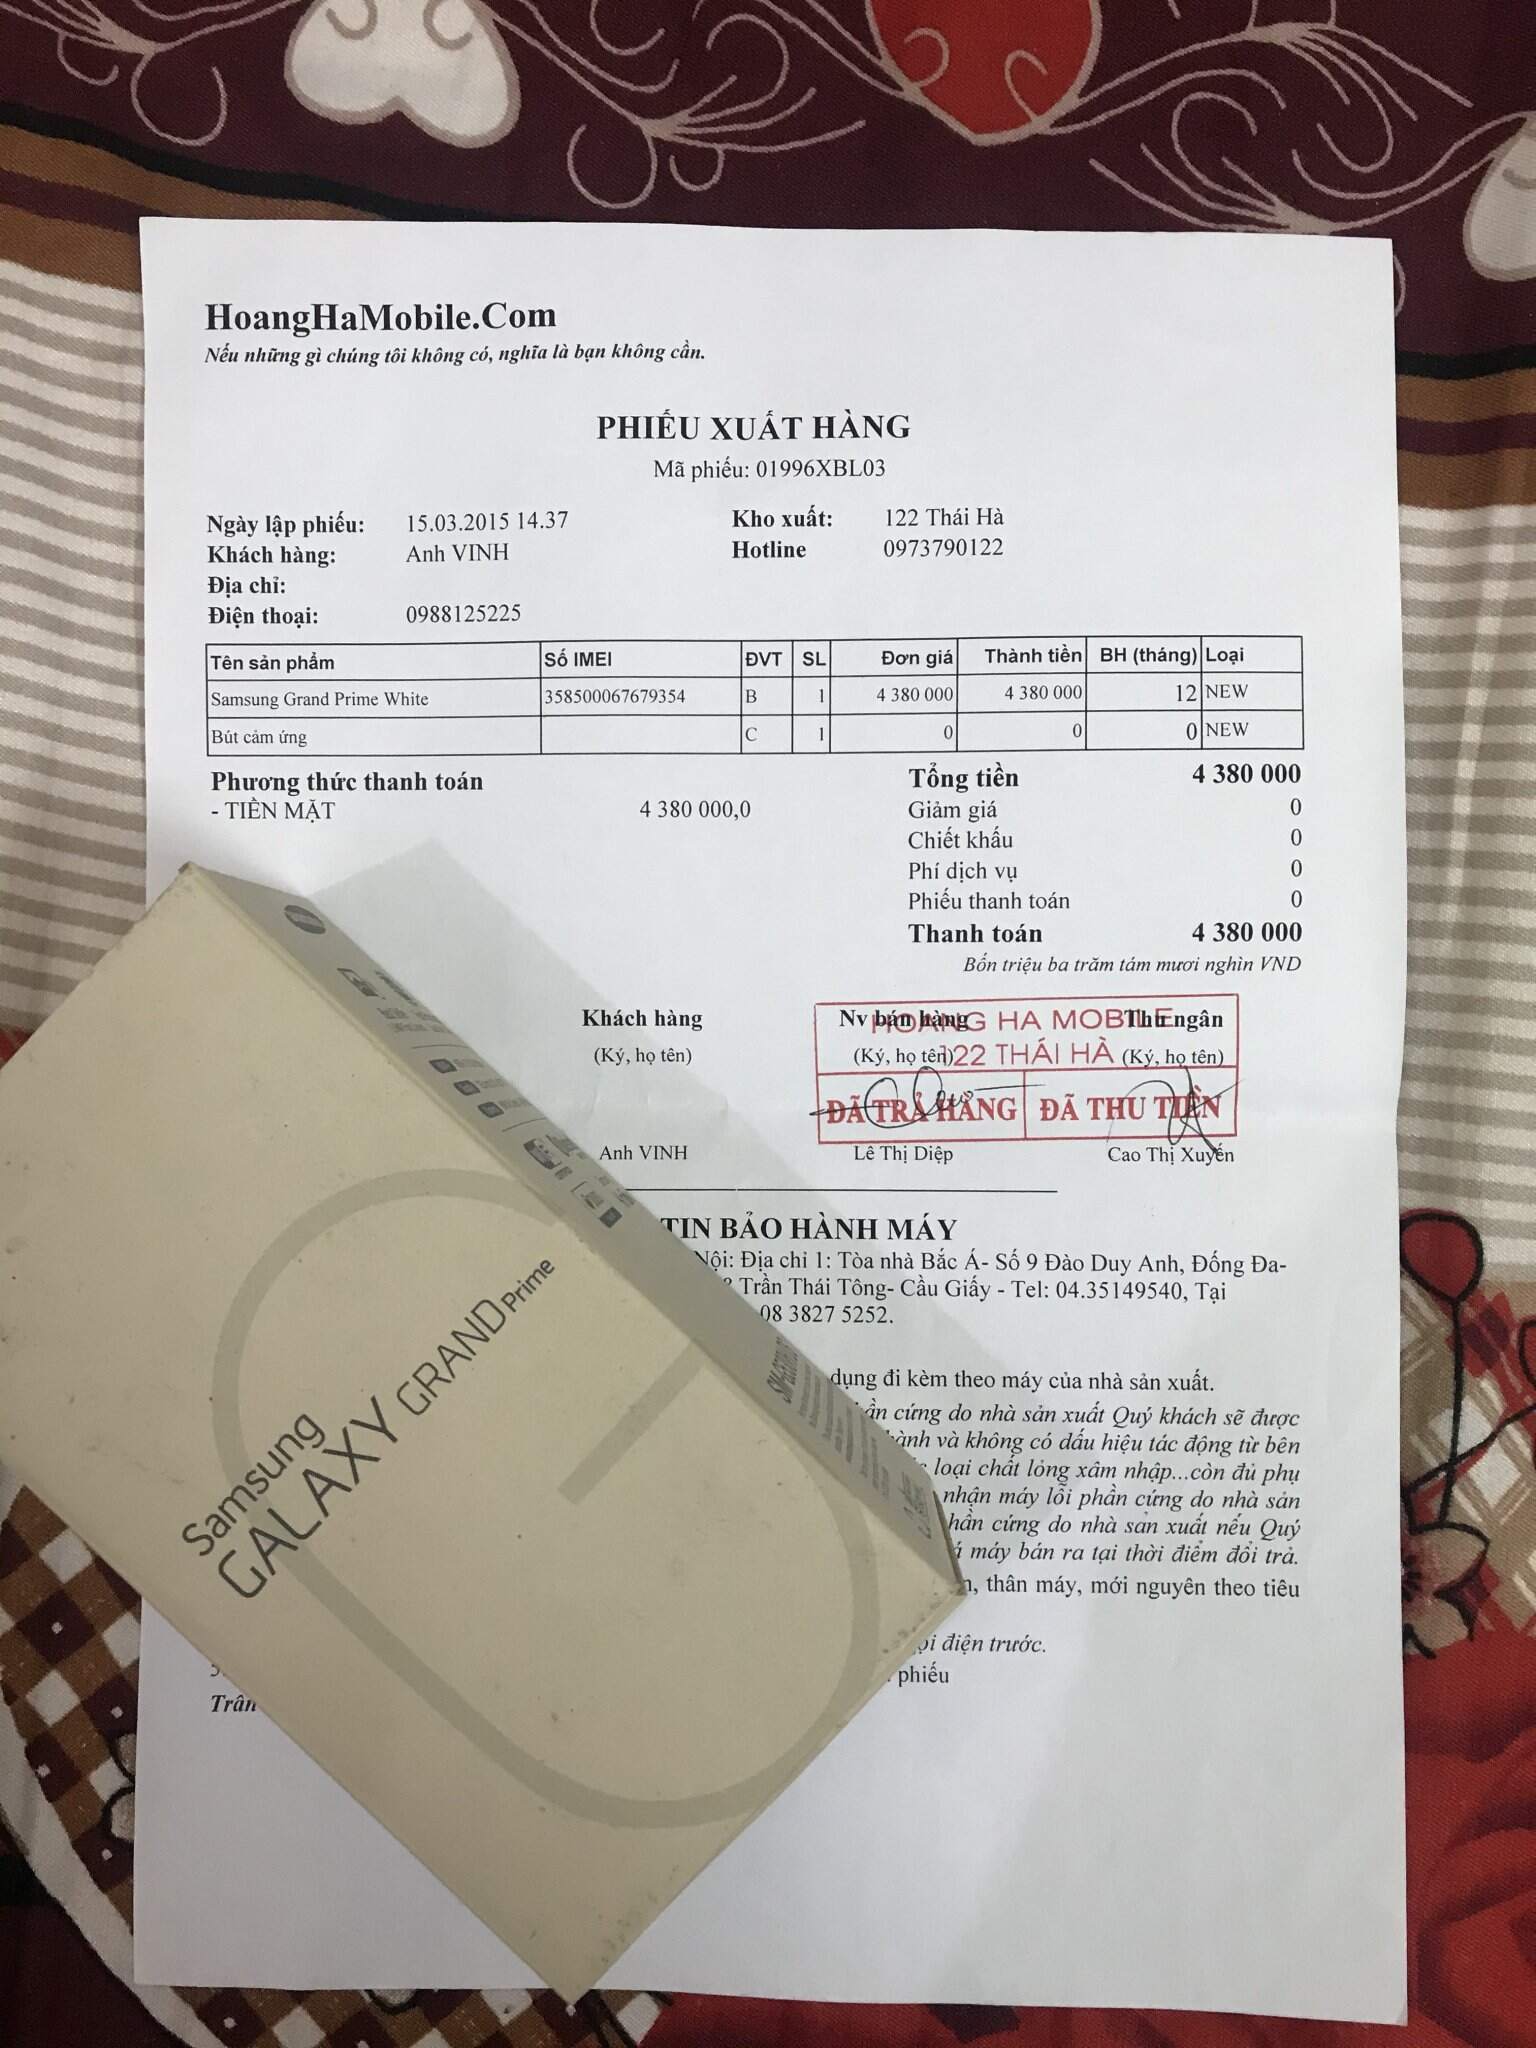 HoangHaMobile.Com
Nếu những gì chúng tôi không có, nghĩa là bạn không cần.
PHIẾU XUẤT HÀNG
Mã phiếu: 01996XBL03
Ngày lập phiếu: 15.03.2015 14.37 Kho xuất: 122 Thái Hà
Khách hàng: Anh VINH Hotline 0973790122
Địa chỉ:
Điện thoại: 0988125225
Tên sản phẩm Số IMEI ĐVT SL Đơn giá Thành tiền BH (tháng) Loại
Samsung Grand Prime White 358500067679354 B 1 4 380 000 4 380 000 12 NEW
Bút cảm ứng C 1 0 0 0 NEW
Phương thức thanh toán Tổng tiền 4 380 000
- TIỀN MẶT 4 380 000,0 Giảm giá 0
Chiết khấu 0
Phí dịch vụ 0
Phiếu thanh toán 0
Thanh toán 4 380 000
Bốn triệu ba trăm tám mươi nghìn VND
Khách hàng Nv bán hàng Thu ngân
(Ký, họ tên) (Ký, họ tên) (Ký, họ tên)
HOANG HA MOBILE
122 THÁI HÀ
ĐÃ TRẢ HÀNG ĐÃ THU TIỀN
Anh VINH Lê Thị Diệp Cao Thị Xuyến
TIN BẢO HÀNH MÁY
Nội: Địa chỉ 1: Tòa nhà Bắc Á- Số 9 Đào Duy Anh, Đống Đa-
Trần Thái Tông- Cầu Giấy - Tel: 04.35149540, Tại
08 3827 5252.
dụng đi kèm theo máy của nhà sản xuất.
cứng do nhà sản xuất Quý khách sẽ được
hành và không có dấu hiệu tác động từ bên
loại chất lỏng xâm nhập...còn đủ phụ
nhận máy lỗi phần cứng do nhà sản
cứng do nhà sản xuất nếu Quý
máy bán ra tại thời điểm đổi trả.
thân máy, mới nguyên theo tiêu
điện trước.
phiếu
Trân
Samsung
GALAXY GRAND Prime